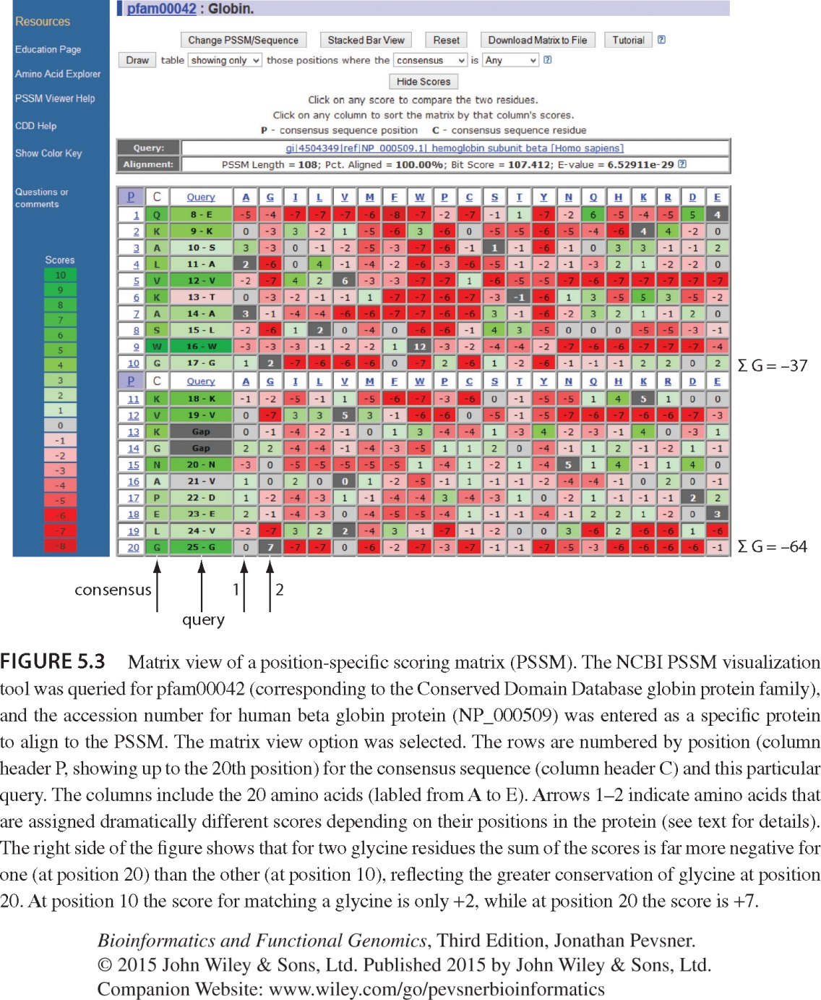 Resources
Education Page
Amino Acid Explorer
PSSM Viewer Help
CDD Help
Show Color Key
Questions or
comments
Scores
10
9
8
7
6
5
4
3
2
1
0
-1
-2
-3
-4
-5
-6
-7
-8
pfam00042 : Globin.
Change PSSM/Sequence Stacked Bar View Reset Download Matrix to File Tutorial ?
Draw table showing only those positions where the consensus is Any ?
Hide Scores
Click on any score to compare the two residues.
Click on any column to sort the matrix by that column's scores.
P - consensus sequence position C - consensus sequence residue
Query: gi|4504349|ref|NP_000509.1| hemoglobin subunit beta [Homo sapiens]
Alignment: PSSM Length = 108; Pct. Aligned = 100.00%; Bit Score = 107.412; E-value = 6.52911e-29 ?
P C Query A G I L V M F W P C S T Y N Q H K R D E
1 Q 8 - E -5 -4 -7 -7 -7 -6 -8 -7 -2 -7 -1 1 -7 -2 6 -5 -4 -5 5 4
2 K 9 - K 0 -3 3 -2 1 -5 -6 3 -6 0 -5 -5 -6 -5 -4 -6 4 4 -2 0
3 A 10 - S 3 -3 0 -1 -2 -5 -3 -7 -6 -1 1 -1 -6 -1 0 3 3 -1 -1 2
4 L 11 - A 2 -6 0 4 -1 -4 -2 -6 -3 -6 -5 -1 -2 -1 -3 2 1 -2 -2 0
5 V 12 - V -2 -7 4 2 6 -3 -3 -7 -7 1 -6 -5 -5 -7 -6 -7 -6 -7 -7 -7
6 K 13 - T 0 -3 -2 -1 -1 1 -7 -7 -6 -7 -3 -1 -6 1 3 -5 5 3 -5 -2
7 A 14 - A 3 -1 -4 -4 -6 -6 -7 -7 -6 -6 3 -1 -6 -2 3 2 1 -1 2 0
8 S 15 - L -2 -6 1 2 0 -4 0 -6 -6 -1 4 3 -5 0 0 0 -5 -5 -3 -1
9 W 16 - W -3 -3 -3 -1 -2 -2 1 12 -3 -2 -4 -4 -2 -7 -6 -6 -7 -7 -7 -4
10 G 17 - G 1 2 -7 -6 -6 -6 0 -7 2 -6 1 -2 -6 -1 -1 -1 2 2 0 2 Σ G = –37
P C Query A G I L V M F W P C S T Y N Q H K R D E
11 K 18 - K -1 -2 -5 -1 1 -5 -6 -7 -3 -6 0 -1 -5 -5 1 4 5 1 0 0
12 V 19 - V 0 -7 3 3 5 3 -1 -6 -6 0 -5 -1 -5 -7 -6 -7 -6 -6 -7 -3
13 K Gap 0 -1 -4 -2 -1 0 1 3 -4 -4 1 -3 4 -2 -3 -1 4 0 -3 1
14 G Gap 2 2 -4 -4 -1 -4 -3 -5 1 1 2 0 -4 -1 1 2 -1 -2 1 -1
15 N 20 - N -3 0 -5 -5 -5 -5 -5 1 -4 1 -2 1 -4 5 1 4 -1 1 4 0
16 A 21 - V 1 0 2 0 0 1 -2 -5 -1 1 -1 -1 -2 -4 -4 -1 0 2 0 -1
17 P 22 - D 1 -2 -4 -3 1 -1 -4 -4 3 -4 -3 1 0 -2 1 -1 -1 -1 2 2
18 E 23 - E 2 -1 -4 -3 0 -4 -5 -5 -4 1 -1 -1 -4 -1 2 2 1 -2 0 3
19 L 24 - V -2 -7 3 2 2 -4 3 -1 -7 -1 -2 0 0 3 -6 2 -6 -6 1 -6
20 G 25 - G 0 7 -7 -7 0 -6 -2 -7 -3 -7 -1 -1 -7 -5 -3 -6 -6 -6 -6 -1 Σ G = –64
consensus 1 2
query
FIGURE 5.3 Matrix view of a position-specific scoring matrix (PSSM). The NCBI PSSM visualization
tool was queried for pfam00042 (corresponding to the Conserved Domain Database globin protein family),
and the accession number for human beta globin protein (NP_000509) was entered as a specific protein
to align to the PSSM. The matrix view option was selected. The rows are numbered by position (column
header P, showing up to the 20th position) for the consensus sequence (column header C) and this particular
query. The columns include the 20 amino acids (labled from A to E). Arrows 1–2 indicate amino acids that
are assigned dramatically different scores depending on their positions in the protein (see text for details).
The right side of the figure shows that for two glycine residues the sum of the scores is far more negative for
one (at position 20) than the other (at position 10), reflecting the greater conservation of glycine at position
20. At position 10 the score for matching a glycine is only +2, while at position 20 the score is +7.
Bioinformatics and Functional Genomics, Third Edition, Jonathan Pevsner.
© 2015 John Wiley & Sons, Ltd. Published 2015 by John Wiley & Sons, Ltd.
Companion Website: www.wiley.com/go/pevsnerbioinformatics